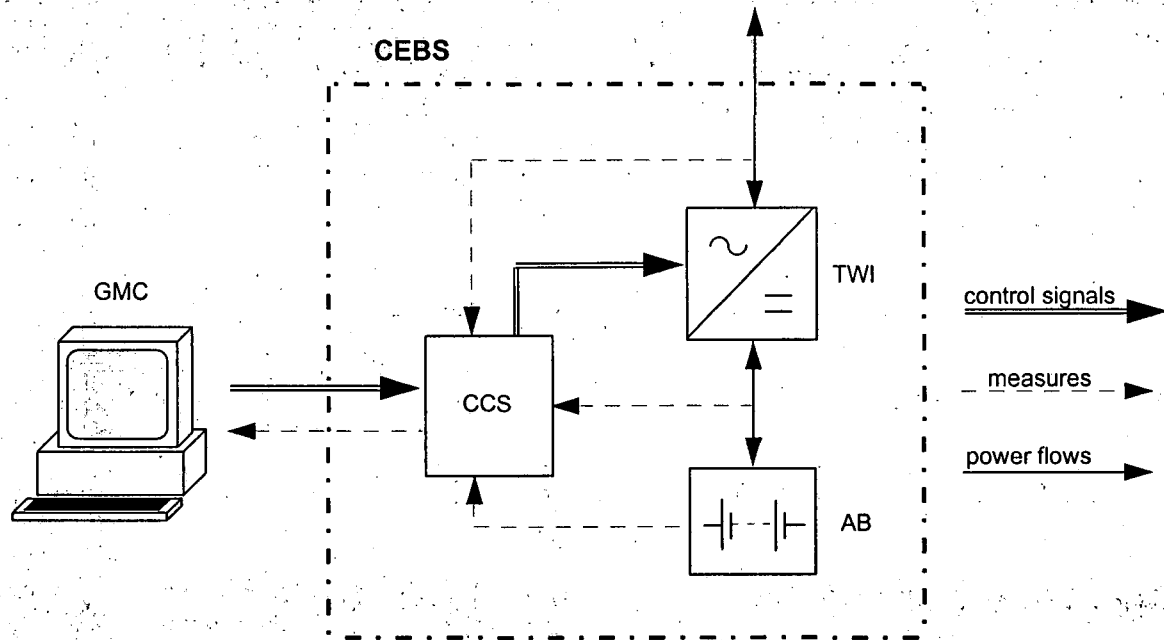 CEBS
GMC
TWI
control signals
CCS
measures
power flows
AB